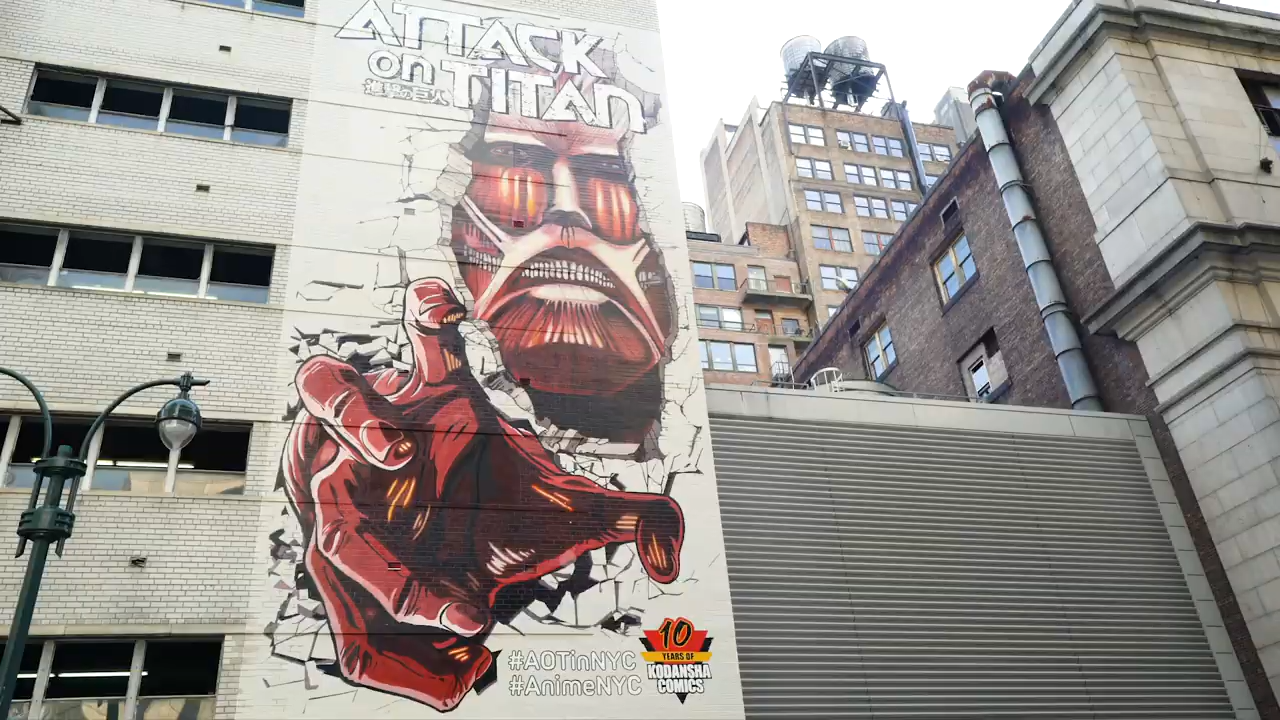 ATTACK
on TITAN
進撃の巨人
#AOTinNYC
#AnimeNYC
10
YEARS OF
KODANSHA
COMICS